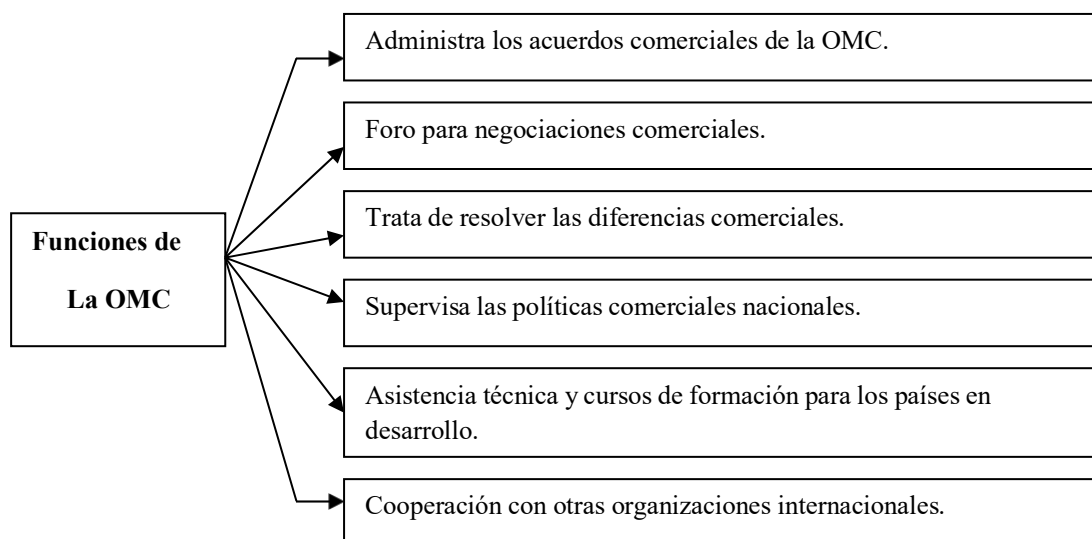 Administra los acuerdos comerciales de la OMC.
Foro para negociaciones comerciales.
Trata de resolver las diferencias comerciales.
Funciones de
La OMC
Supervisa las políticas comerciales nacionales.
Asistencia técnica y cursos de formación para los países en
desarrollo.
Cooperación con otras organizaciones internacionales.